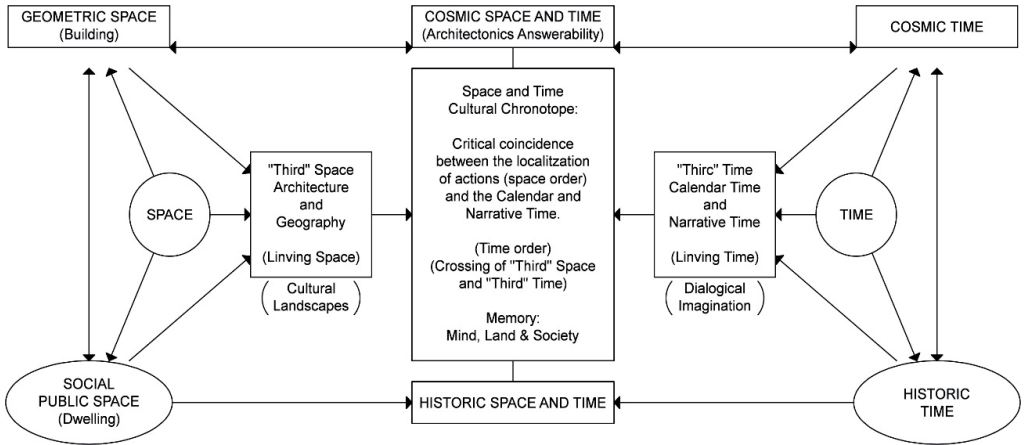 GEOMETRIC SPACE
(Building)
COSMIC SPACE AND TIME
(Architectonics Answerability)
COSMIC TIME
Space and Time
Cultural Chronotope:
Critical coincidence
between the localitzation
of actions (space order)
and the Calendar and
Narrative Time.
(Time order)
(Crossing of "Third" Space
and "Third" Time)
Memory:
Mind, Land & Society
SPACE
"Third" Space
Architecture
and
Geography
(Linving Space)
(Cultural
Landscapes)
"Thirc" Time
Calendar Time
and
Narrative Time
(Linving Time)
(Dialogical
Imagination)
TIME
SOCIAL
PUBLIC SPACE
(Dwelling)
HISTORIC SPACE AND TIME
HISTORIC
TIME